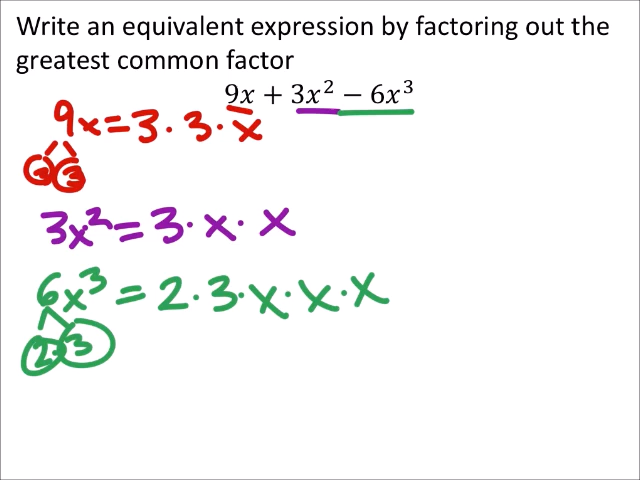 Write an equivalent expression by factoring out the
greatest common factor
9x + 3x² − 6x³
9x = 3 · 3 · x
3 3
3x² = 3 · x · x
6x³ = 2 · 3 · x · x · x
2 · 3